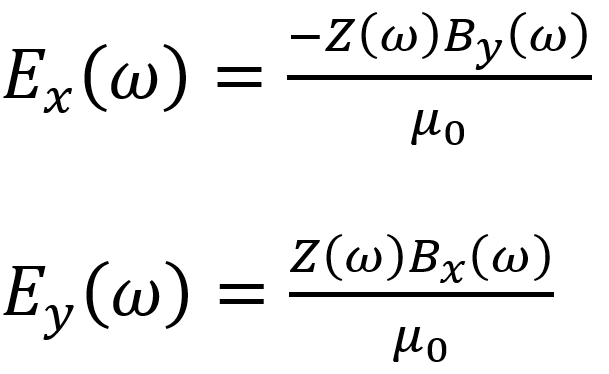 E_x(ω) = −Z(ω)B_y(ω) / μ_0
E_y(ω) = Z(ω)B_x(ω) / μ_0